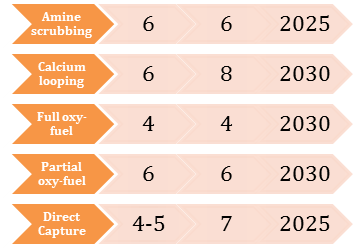 Amine
scrubbing
6 6 2025
Calcium
looping
6 8 2030
Full oxy-
fuel
4 4 2030
Partial
oxy-fuel
6 6 2030
Direct
Capture
4-5 7 2025